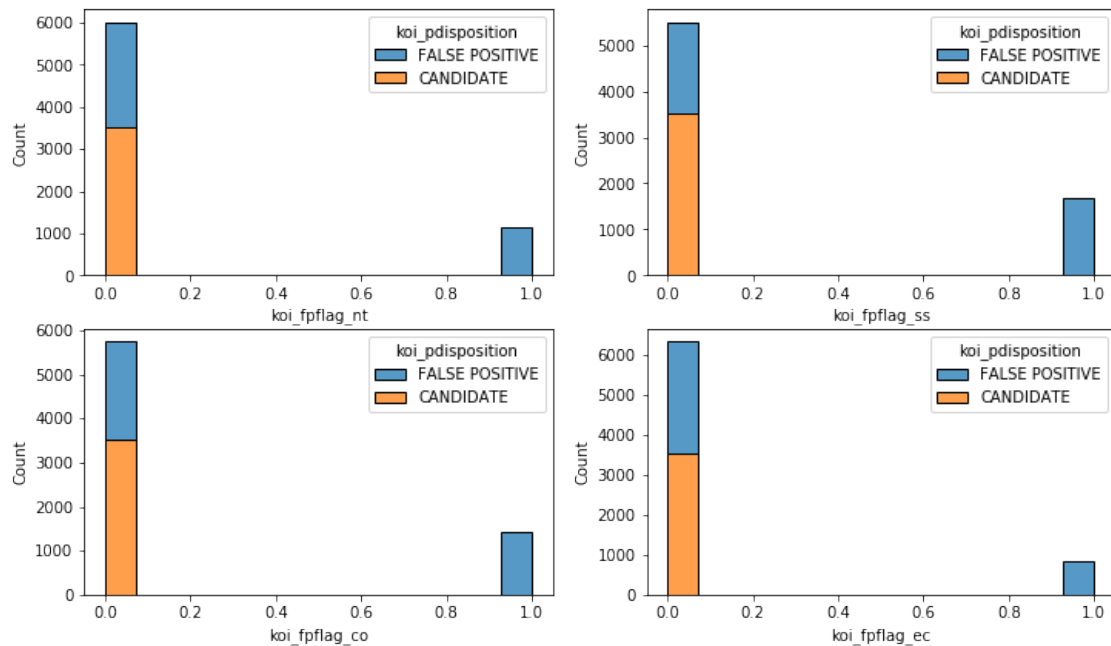 6000
5000
4000
3000
2000
1000
0
Count
koi_pdisposition
FALSE POSITIVE
CANDIDATE
0.0 0.2 0.4 0.6 0.8 1.0
koi_fpflag_nt
5000
4000
3000
2000
1000
0
Count
koi_pdisposition
FALSE POSITIVE
CANDIDATE
0.0 0.2 0.4 0.6 0.8 1.0
koi_fpflag_ss
6000
5000
4000
3000
2000
1000
0
Count
koi_pdisposition
FALSE POSITIVE
CANDIDATE
0.0 0.2 0.4 0.6 0.8 1.0
koi_fpflag_co
6000
5000
4000
3000
2000
1000
0
Count
koi_pdisposition
FALSE POSITIVE
CANDIDATE
0.0 0.2 0.4 0.6 0.8 1.0
koi_fpflag_ec